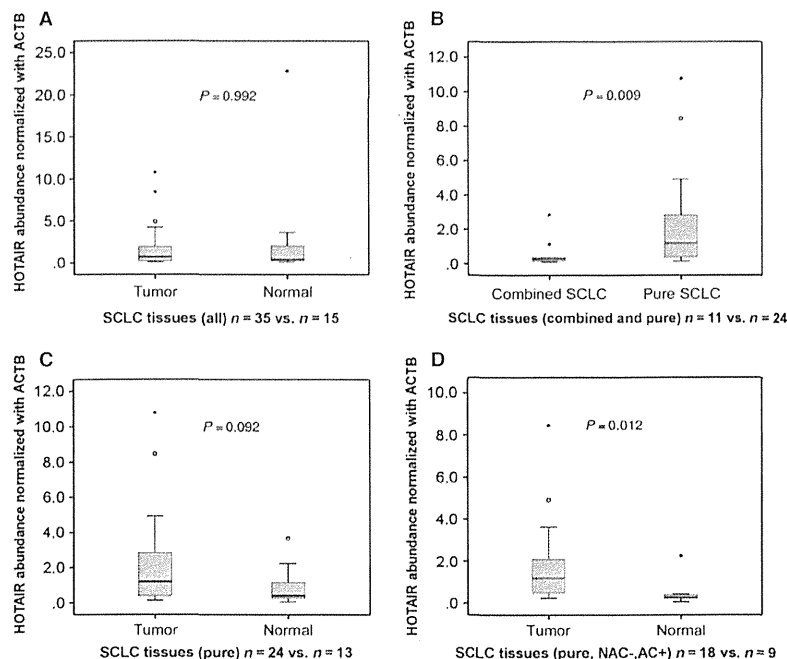 A
HOTAIR abundance normalized with ACTB
25.0
20.0
15.0
10.0
5.0
.0
P = 0.992
Tumor Normal
SCLC tissues (all) n = 35 vs. n = 15
B
HOTAIR abundance normalized with ACTB
12.0
10.0
8.0
6.0
4.0
2.0
.0
P = 0.009
Combined SCLC Pure SCLC
SCLC tissues (combined and pure) n = 11 vs. n = 24
C
HOTAIR abundance normalized with ACTB
12.0
10.0
8.0
6.0
4.0
2.0
.0
P = 0.092
Tumor Normal
SCLC tissues (pure) n = 24 vs. n = 13
D
HOTAIR abundance normalized with ACTB
10.0
8.0
6.0
4.0
2.0
.0
P = 0.012
Tumor Normal
SCLC tissues (pure, NAC-,AC+) n = 18 vs. n = 9